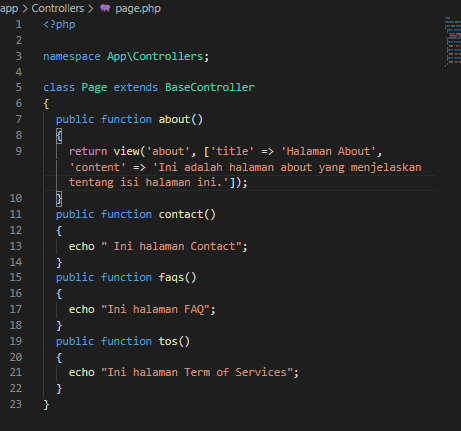 app > Controllers > page.php
1 <?php
2
3 namespace App\Controllers;
4
5 class Page extends BaseController
6 {
7 public function about()
8 {
9 return view('about', ['title' => 'Halaman About',
'content' => 'Ini adalah halaman about yang menjelaskan
tentang isi halaman ini.']);
10 }
11 public function contact()
12 {
13 echo " Ini halaman Contact";
14 }
15 public function faqs()
16 {
17 echo "Ini halaman FAQ";
18 }
19 public function tos()
20 {
21 echo "Ini halaman Term of Services";
22 }
23 }